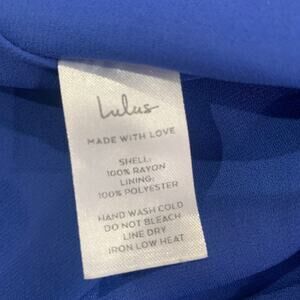 Lulus
MADE WITH LOVE
SHELL:
100% RAYON
LINING:
100% POLYESTER
HAND WASH COLD
DO NOT BLEACH
LINE DRY
IRON LOW HEAT